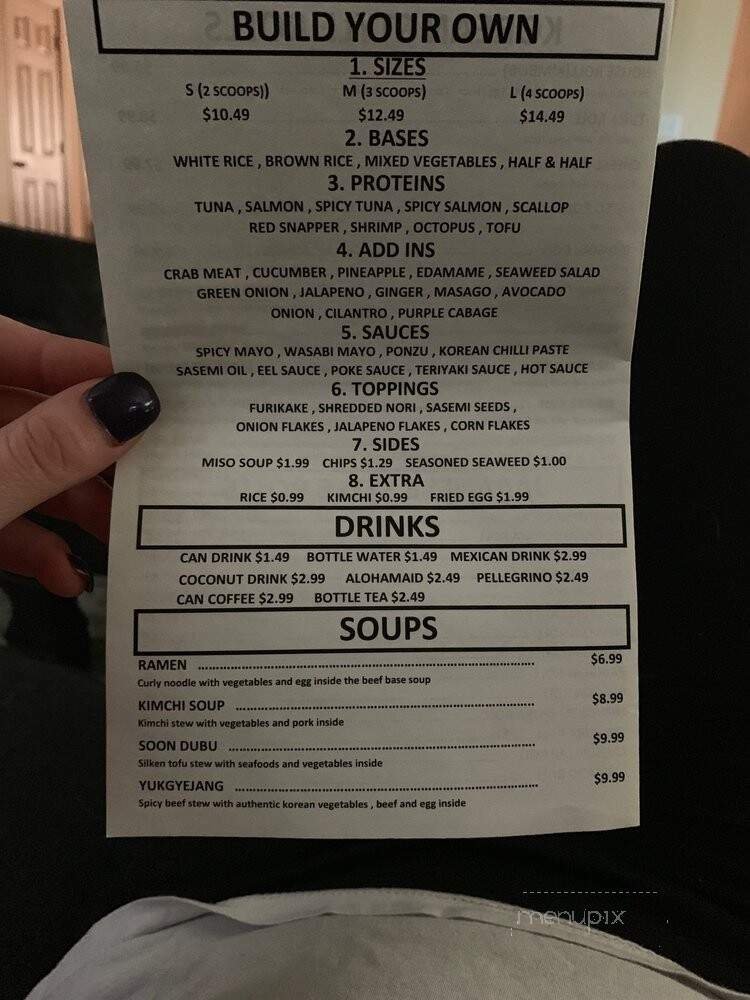 BUILD YOUR OWN
1. SIZES
S (2 SCOOPS)) M (3 SCOOPS) L (4 SCOOPS)
$10.49 $12.49 $14.49
2. BASES
WHITE RICE , BROWN RICE , MIXED VEGETABLES , HALF & HALF
3. PROTEINS
TUNA , SALMON , SPICY TUNA , SPICY SALMON , SCALLOP
RED SNAPPER , SHRIMP , OCTOPUS , TOFU
4. ADD INS
CRAB MEAT , CUCUMBER , PINEAPPLE , EDAMAME , SEAWEED SALAD
GREEN ONION , JALAPENO , GINGER , MASAGO , AVOCADO
ONION , CILANTRO , PURPLE CABAGE
5. SAUCES
SPICY MAYO , WASABI MAYO , PONZU , KOREAN CHILLI PASTE
SASEMI OIL , EEL SAUCE , POKE SAUCE , TERIYAKI SAUCE , HOT SAUCE
6. TOPPINGS
FURIKAKE , SHREDDED NORI , SASEMI SEEDS ,
ONION FLAKES , JALAPENO FLAKES , CORN FLAKES
7. SIDES
MISO SOUP $1.99 CHIPS $1.29 SEASONED SEAWEED $1.00
8. EXTRA
RICE $0.99 KIMCHI $0.99 FRIED EGG $1.99
DRINKS
CAN DRINK $1.49 BOTTLE WATER $1.49 MEXICAN DRINK $2.99
COCONUT DRINK $2.99 ALOHAMAID $2.49 PELLEGRINO $2.49
CAN COFFEE $2.99 BOTTLE TEA $2.49
SOUPS
RAMEN ........ $6.99
Curly noodle with vegetables and egg inside the beef base soup
KIMCHI SOUP ........ $8.99
Kimchi stew with vegetables and pork inside
SOON DUBU ........ $9.99
Silken tofu stew with seafoods and vegetables inside
YUKGYEJANG ........ $9.99
Spicy beef stew with authentic korean vegetables , beef and egg inside
menupix